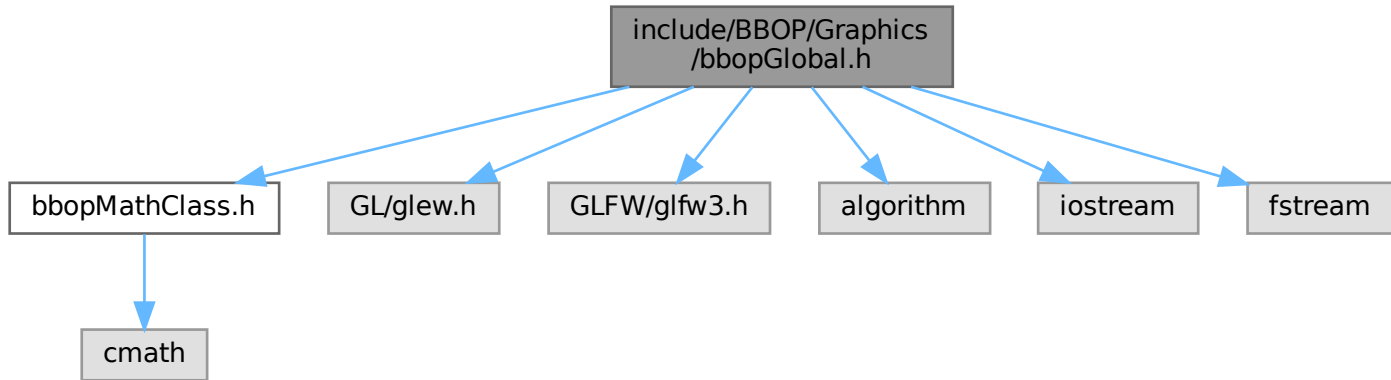 include/BBOP/Graphics
/bbopGlobal.h
bbopMathClass.h
GL/glew.h
GLFW/glfw3.h
algorithm
iostream
fstream
cmath